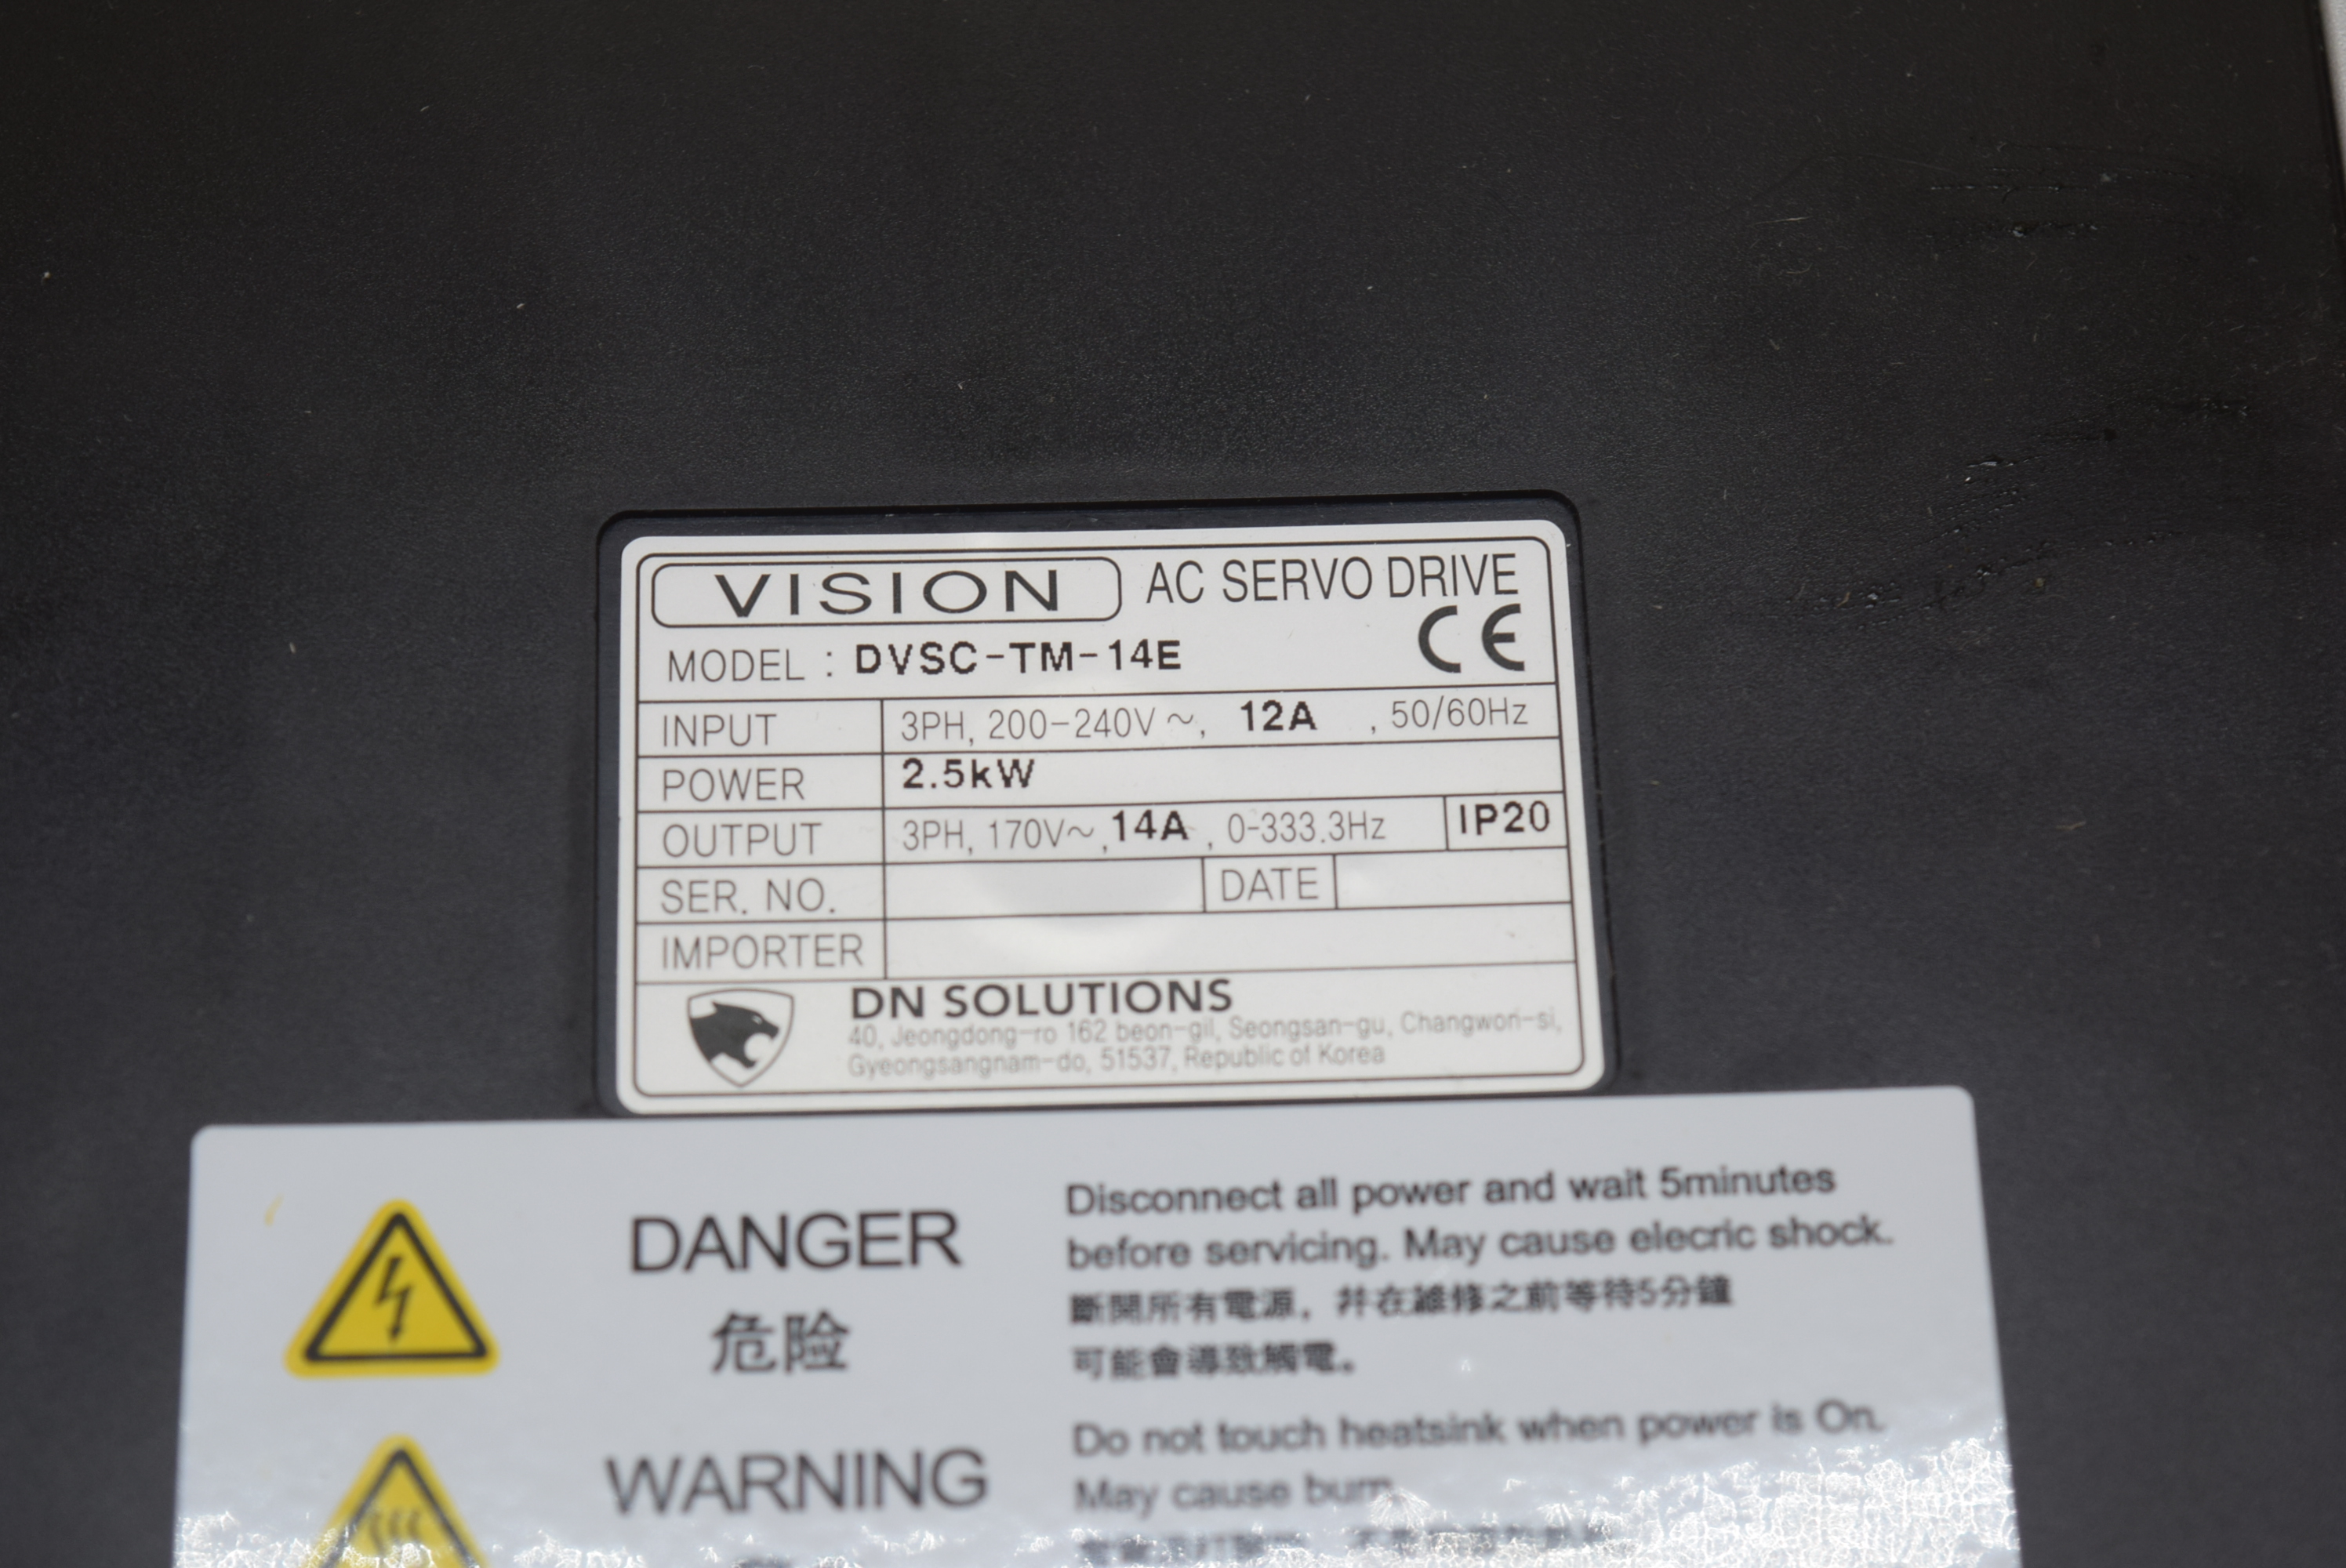 VISION AC SERVO DRIVE
MODEL : DVSC-TM-14E CE
INPUT 3PH, 200-240V~, 12A , 50/60Hz
POWER 2.5kW
OUTPUT 3PH, 170V~, 14A , 0-333.3Hz IP20
SER. NO. DATE
IMPORTER
DN SOLUTIONS
40, Jeongdong-ro 162 beon-gil, Seongsan-gu, Changwon-si,
Gyeongsangnam-do, 51537, Republic of Korea
DANGER
危险
Disconnect all power and wait 5minutes
before servicing. May cause elecric shock.
斷開所有電源，并在維修之前等待5分鐘
可能會導致觸電。
WARNING
Do not touch heatsink when power is On.
May cause burn.